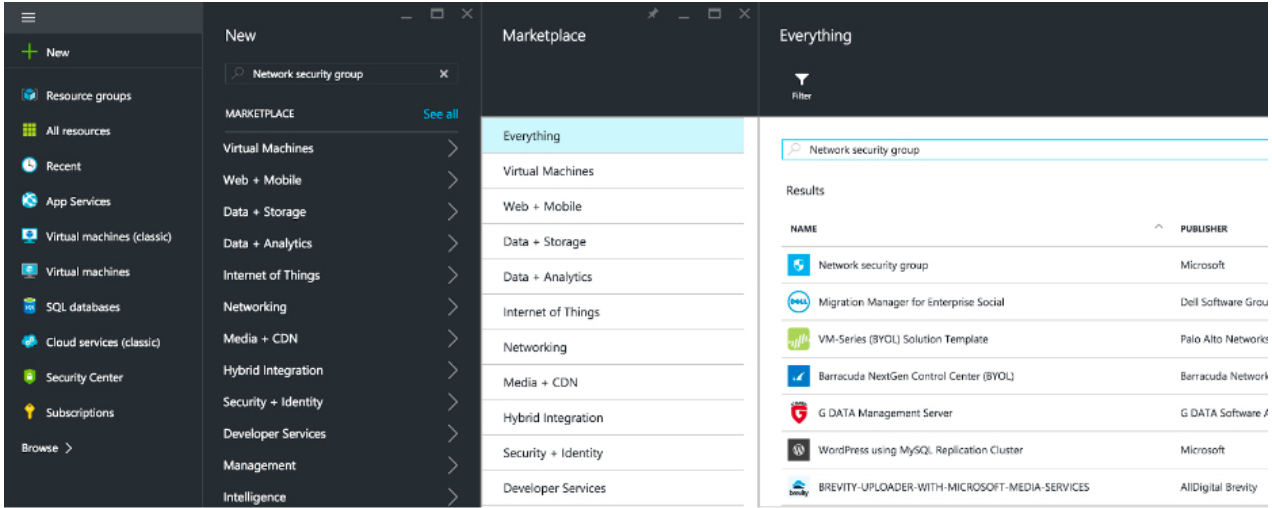 New
Resource groups
All resources
Recent
App Services
Virtual machines (classic)
Virtual machines
SQL databases
Cloud services (classic)
Security Center
Subscriptions
Browse
New
Network security group
MARKETPLACE See all
Virtual Machines
Web + Mobile
Data + Storage
Data + Analytics
Internet of Things
Networking
Media + CDN
Hybrid Integration
Security + Identity
Developer Services
Management
Intelligence
Marketplace
Everything
Virtual Machines
Web + Mobile
Data + Storage
Data + Analytics
Internet of Things
Networking
Media + CDN
Hybrid Integration
Security + Identity
Developer Services
Everything
Filter
Network security group
Results
NAME PUBLISHER
Network security group Microsoft
DELL Migration Manager for Enterprise Social Dell Software Grou
VM-Series (BYOL) Solution Template Palo Alto Networks
Barracuda NextGen Control Center (BYOL) Barracuda Network
G DATA Management Server G DATA Software A
WordPress using MySQL Replication Cluster Microsoft
brevity BREVITY-UPLOADER-WITH-MICROSOFT-MEDIA-SERVICES AllDigital Brevity